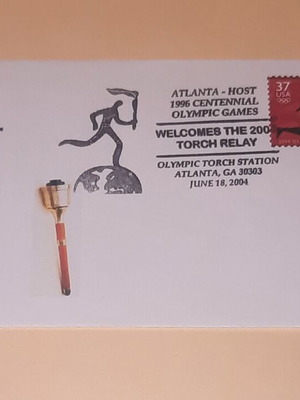 ATLANTA - HOST
1996 CENTENNIAL
OLYMPIC GAMES
WELCOMES THE 200
TORCH RELAY
OLYMPIC TORCH STATION
ATLANTA, GA 30303
JUNE 18, 2004
37
USA